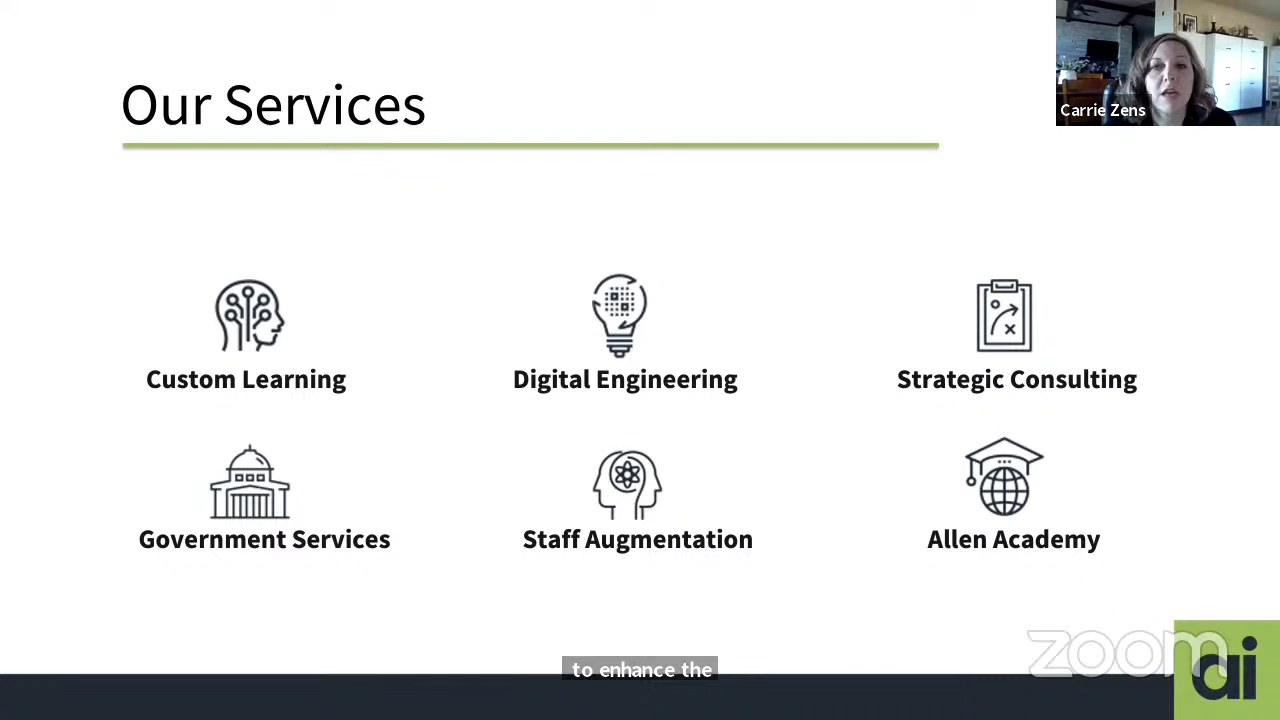 Our Services
Carrie Zens
Custom Learning
Digital Engineering
Strategic Consulting
Government Services
Staff Augmentation
Allen Academy
zoom
ai
to enhance the